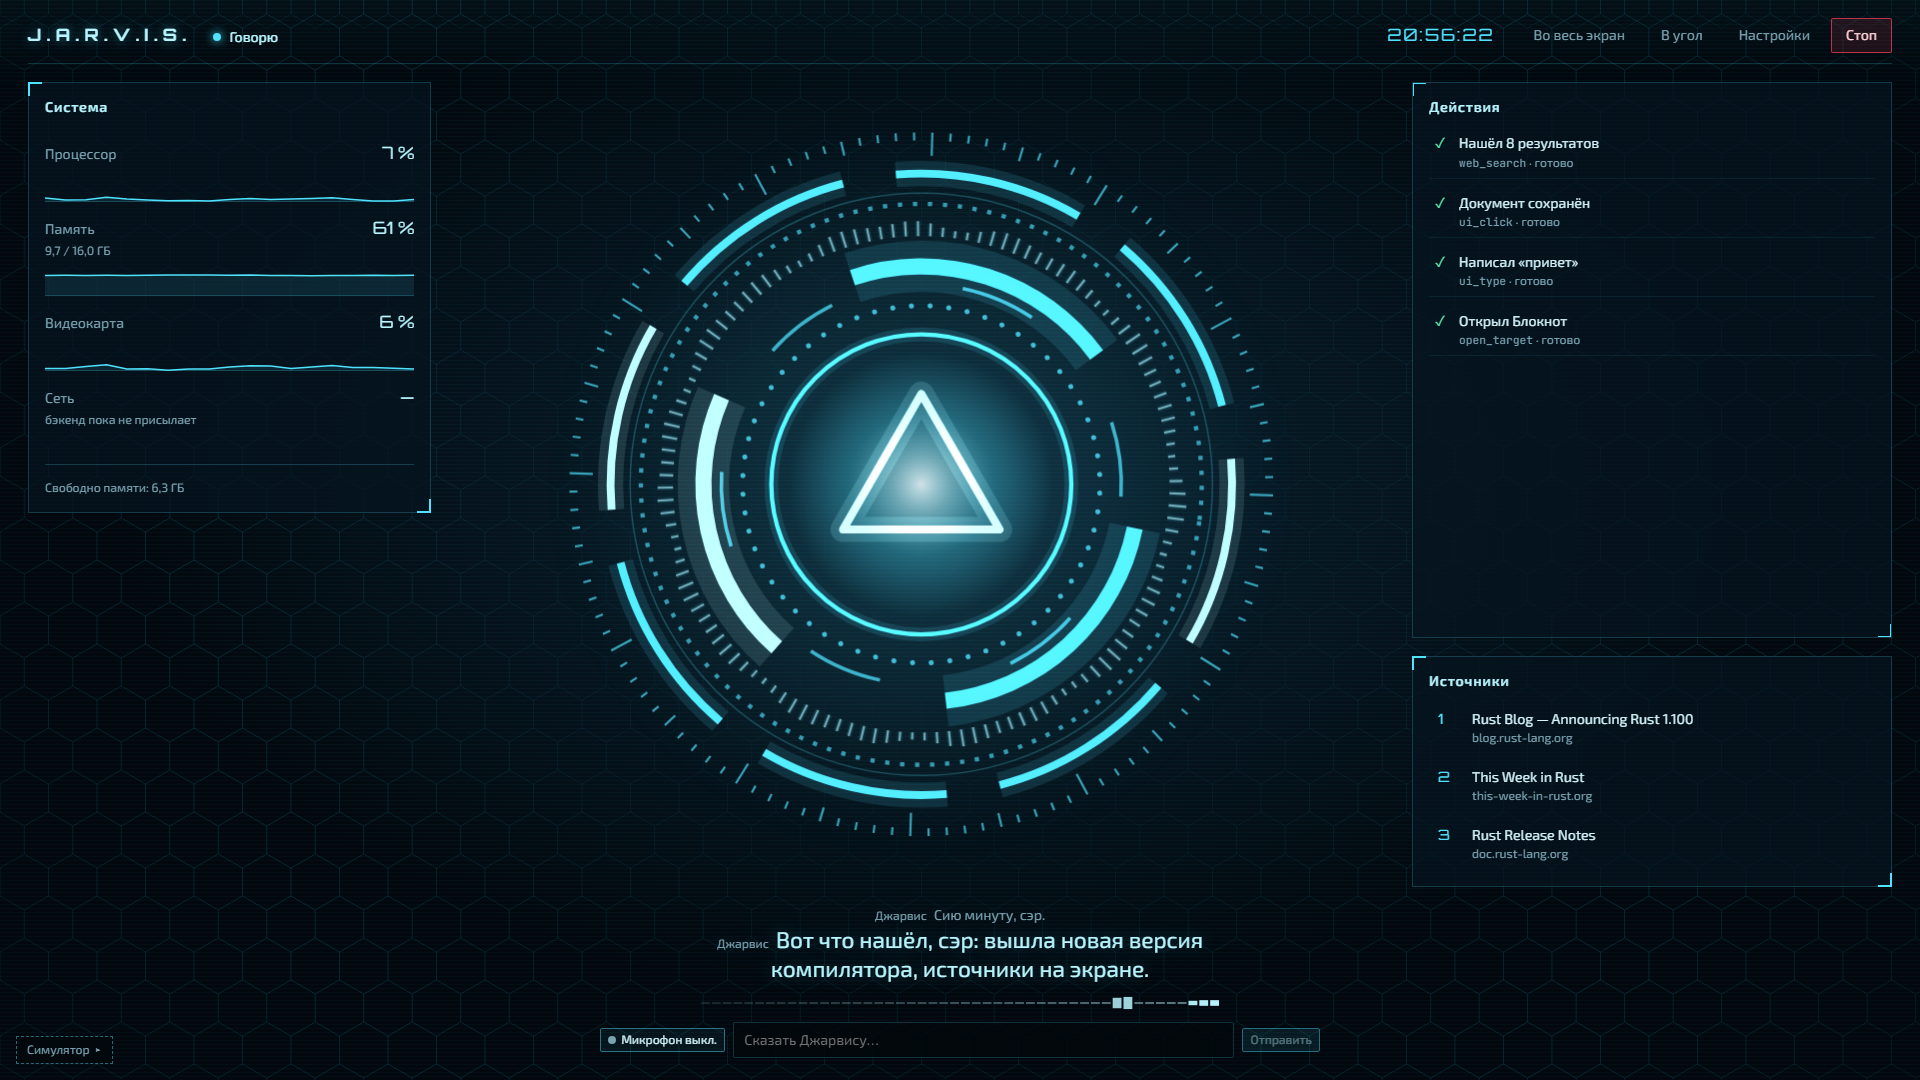 J.A.R.V.I.S.
Говорю
20:56:22
Во весь экран
В угол
Настройки
Стоп
Система
Процессор
7 %
Память
61 %
9,7 / 16,0 ГБ
Видеокарта
6 %
Сеть
—
бэкенд пока не присылает
Свободно памяти: 6,3 ГБ
Действия
✓ Нашёл 8 результатов
web_search · готово
✓ Документ сохранён
ui_click · готово
✓ Написал «привет»
ui_type · готово
✓ Открыл Блокнот
open_target · готово
Источники
1 Rust Blog — Announcing Rust 1.100
blog.rust-lang.org
2 This Week in Rust
this-week-in-rust.org
3 Rust Release Notes
doc.rust-lang.org
Джарвис Сию минуту, сэр.
Джарвис Вот что нашёл, сэр: вышла новая версия
компилятора, источники на экране.
Микрофон выкл.
Сказать Джарвису...
Отправить
Симулятор ▸